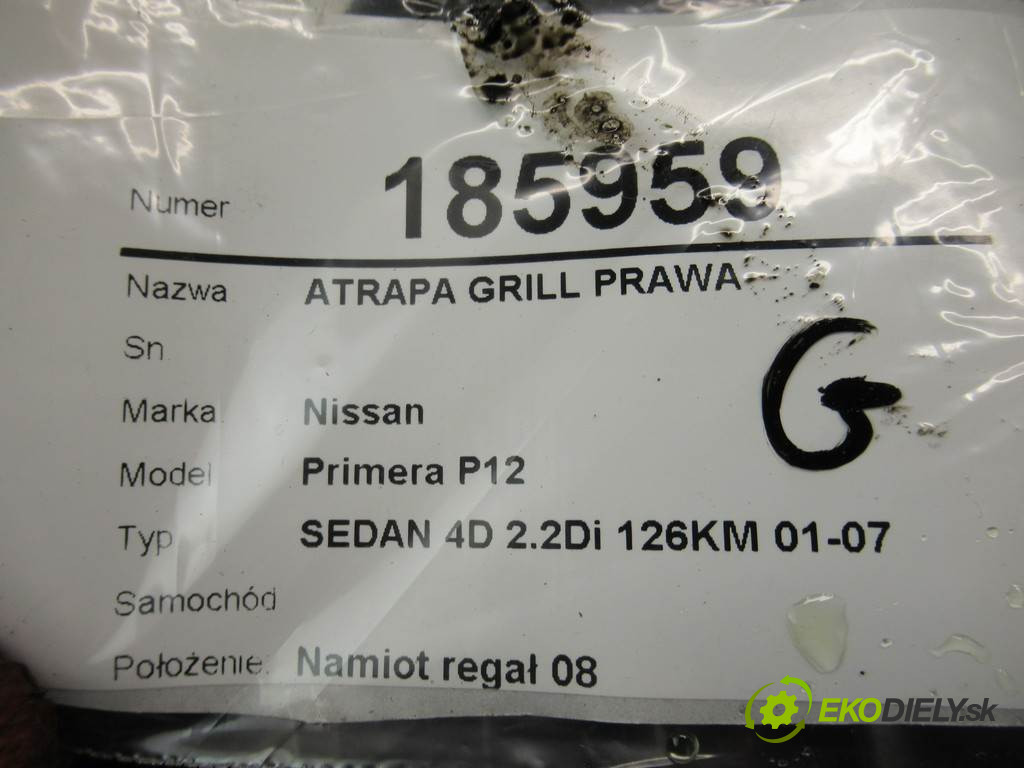 Numer 185959
Nazwa ATRAPA GRILL PRAWA
Sn
Marka Nissan
Model Primera P12
Typ SEDAN 4D 2.2Di 126KM 01-07
Samochód
Położenie: Namiot regał 08
G
EKODIELY.sk